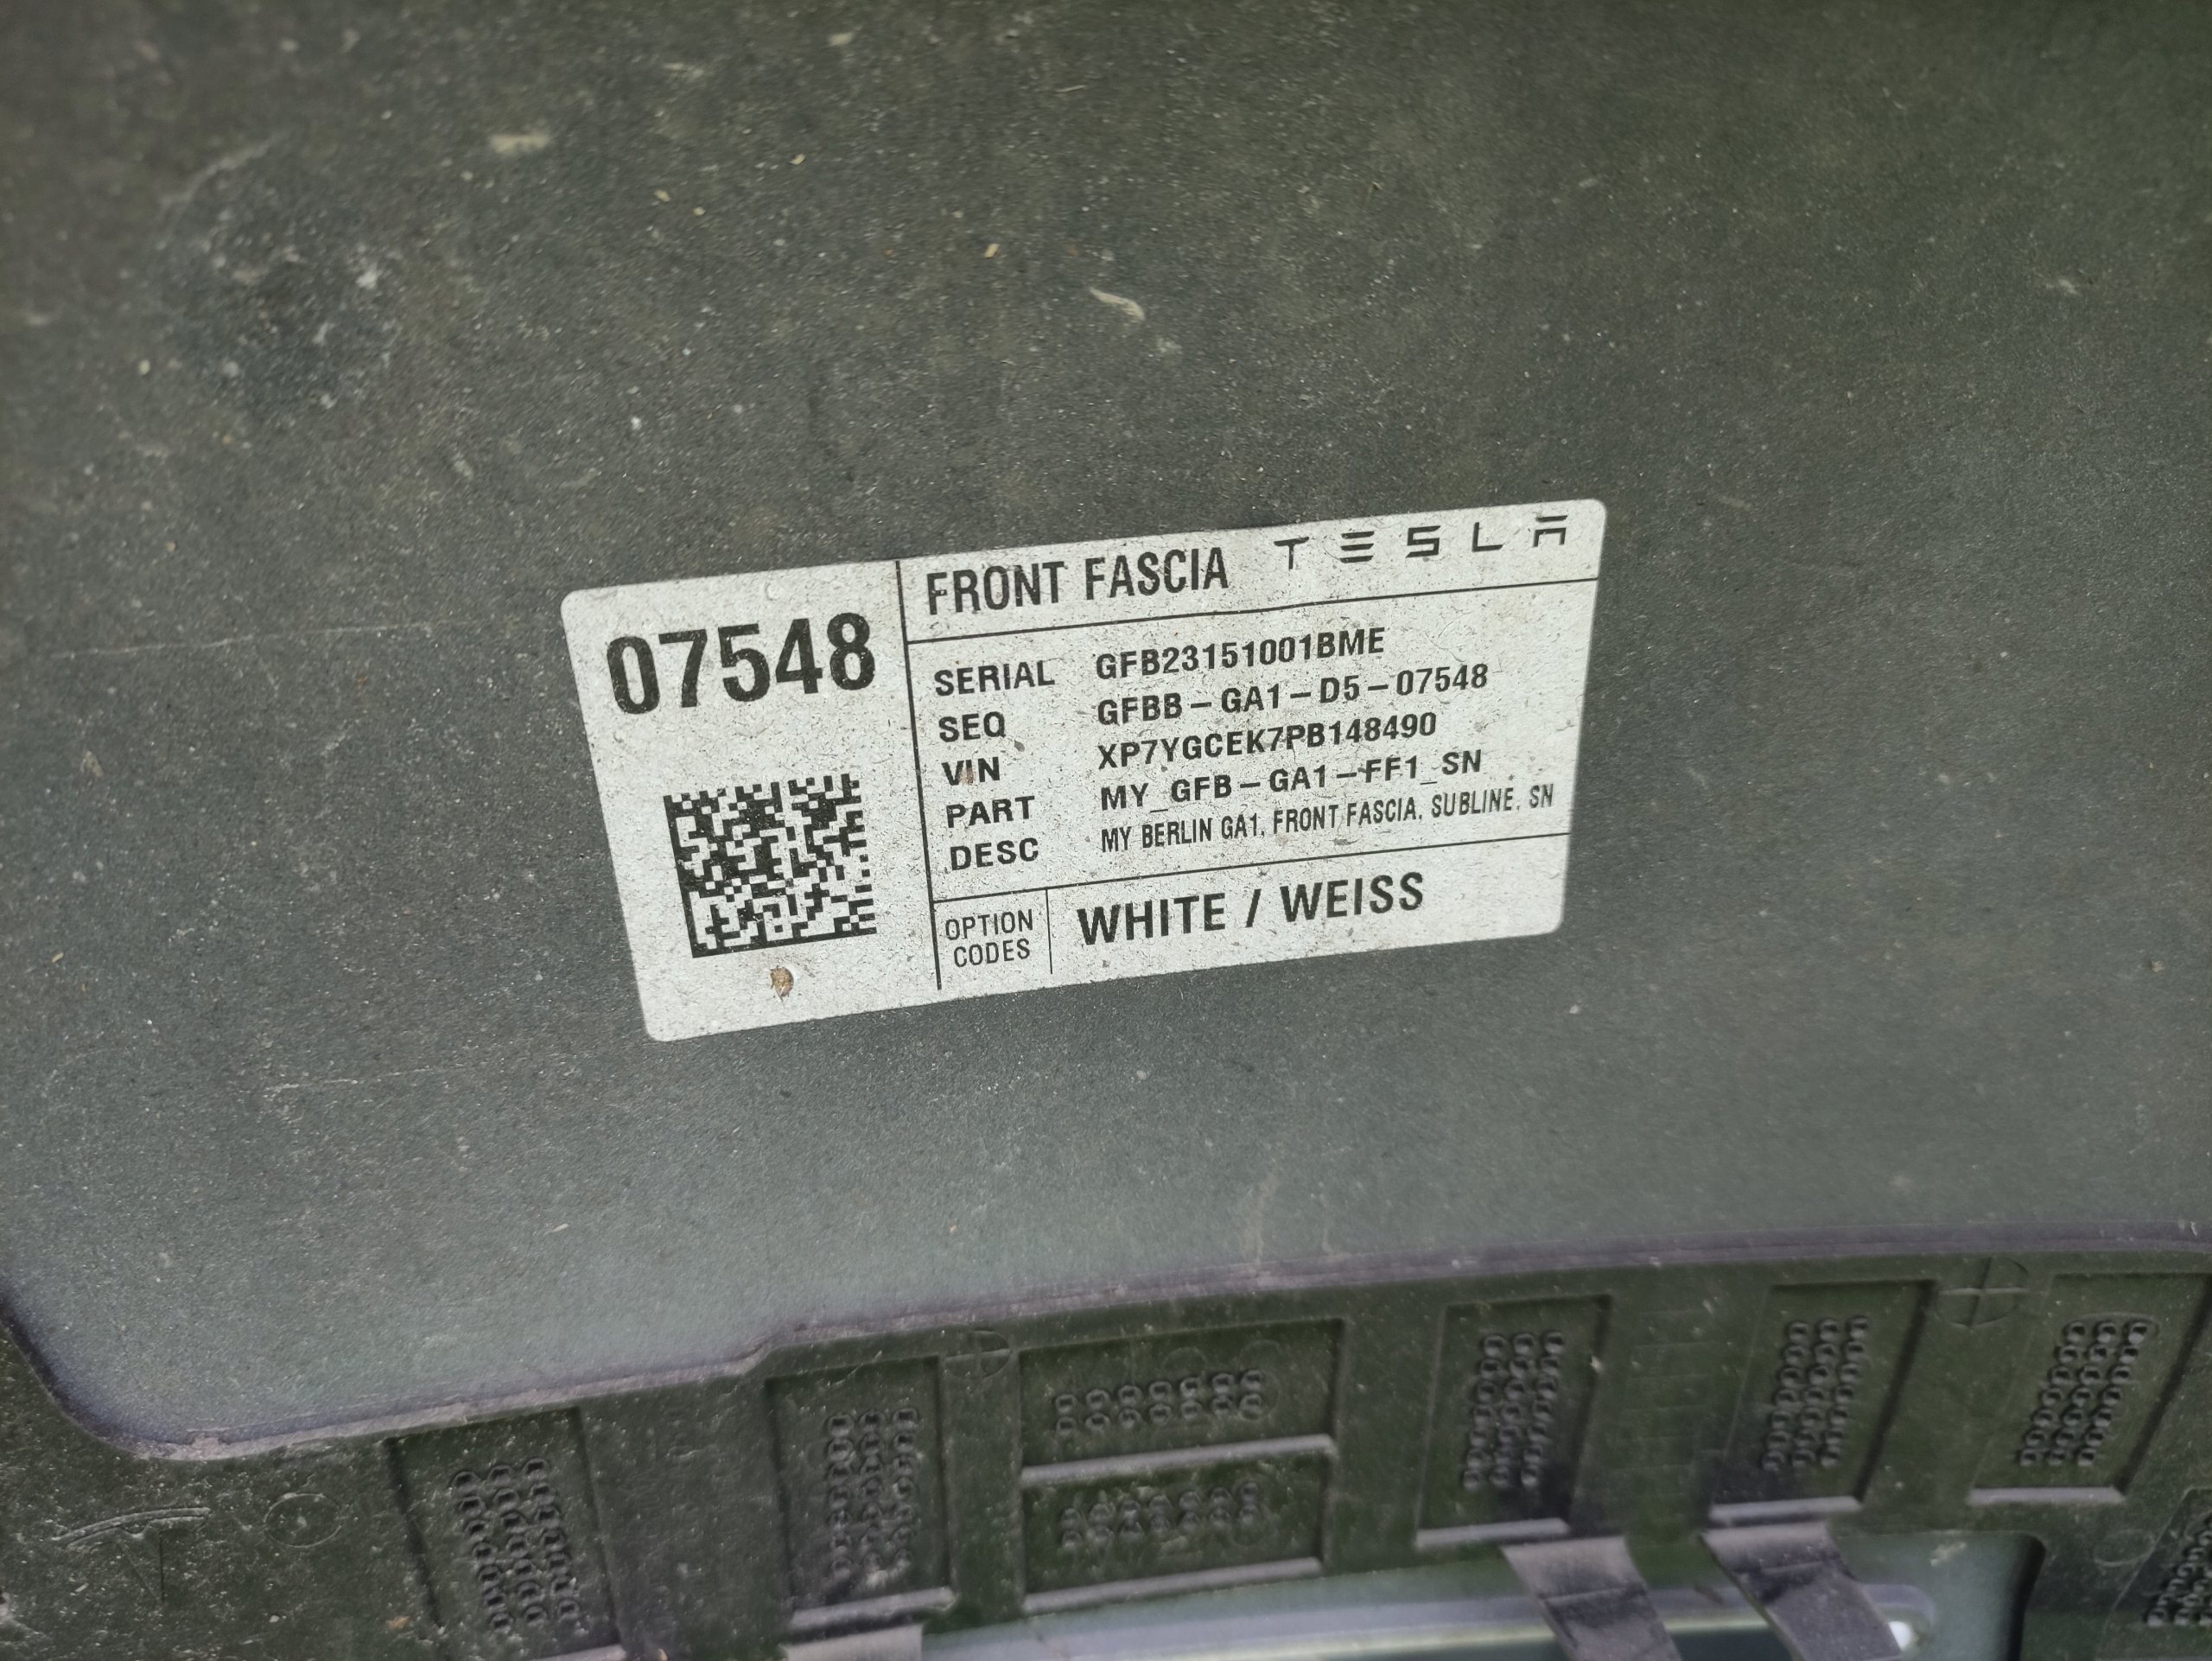 07548
FRONT FASCIA TESLA
SERIAL GFB23151001BME
SEQ GFBB-GA1-D5-07548
VIN XP7YGCEK7PB148490
PART MY_GFB-GA1-FF1_SN
DESC MY BERLIN GA1, FRONT FASCIA, SUBLINE, SN
OPTION CODES WHITE / WEISS